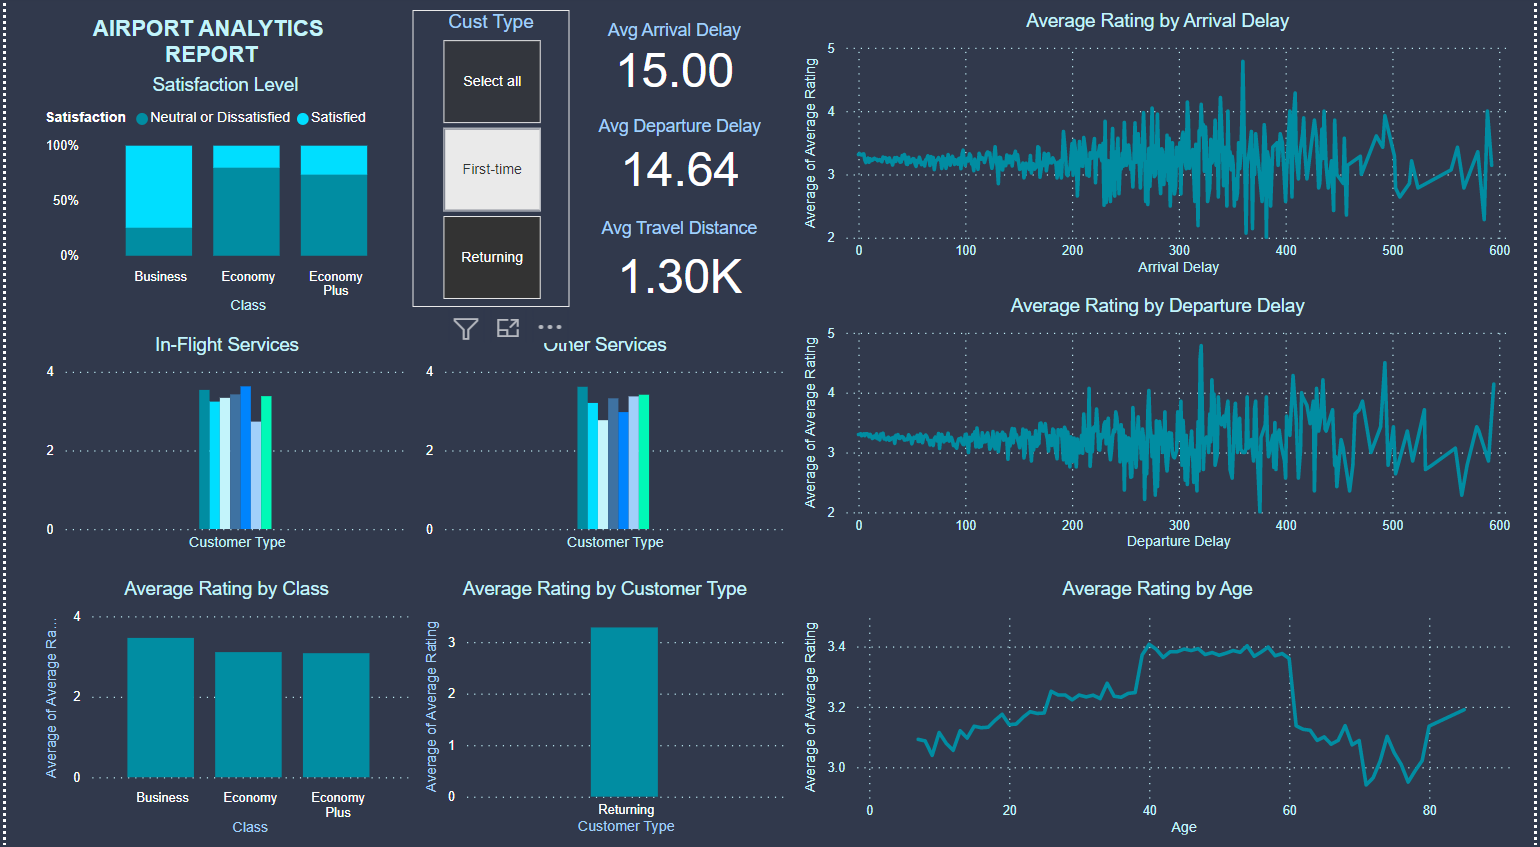 AIRPORT ANALYTICS
REPORT
Satisfaction Level
Satisfaction Neutral or Dissatisfied Satisfied
100%
50%
0%
Business Economy Economy
Plus
Class
Cust Type
Select all
First-time
Returning
Avg Arrival Delay
15.00
Avg Departure Delay
14.64
Avg Travel Distance
1.30K
Average Rating by Arrival Delay
Average of Average Rating
5
4
3
2
0 100 200 300 400 500 600
Arrival Delay
In-Flight Services
4
2
0
Customer Type
Other Services
4
2
0
Customer Type
Average Rating by Departure Delay
Average of Average Rating
5
4
3
2
0 100 200 300 400 500 600
Departure Delay
Average Rating by Class
Average of Average Ra...
4
2
0
Business Economy Economy
Plus
Class
Average Rating by Customer Type
Average of Average Rating
3
2
1
0
Returning
Customer Type
Average Rating by Age
Average of Average Rating
3.4
3.2
3.0
0 20 40 60 80
Age